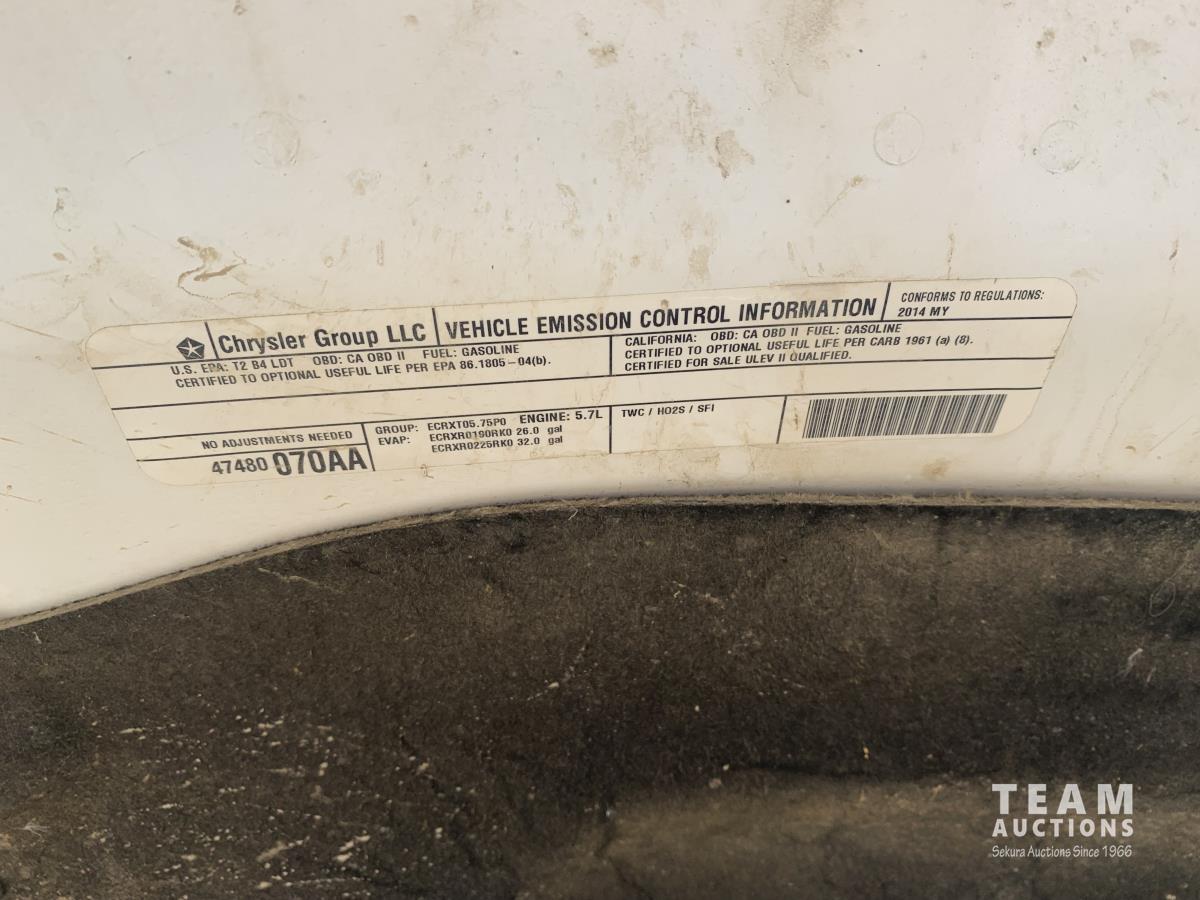 Chrysler Group LLC
VEHICLE EMISSION CONTROL INFORMATION
CONFORMS TO REGULATIONS:
2014 MY
U.S. EPA: T2 B4 LDT OBD: CA OBD II FUEL: GASOLINE
CERTIFIED TO OPTIONAL USEFUL LIFE PER EPA 86.1805-04(b).
CALIFORNIA: OBD: CA OBD II FUEL: GASOLINE
CERTIFIED TO OPTIONAL USEFUL LIFE PER CARB 1961 (a) (8).
CERTIFIED FOR SALE ULEV II QUALIFIED.
NO ADJUSTMENTS NEEDED
47480 070AA
GROUP: ECRXT05.75P0 ENGINE: 5.7L
EVAP: ECRXR0190RK0 26.0 gal
ECRXR0225RK0 32.0 gal
TWC / HO2S / SFI
TEAM
AUCTIONS
Sekura Auctions Since 1966